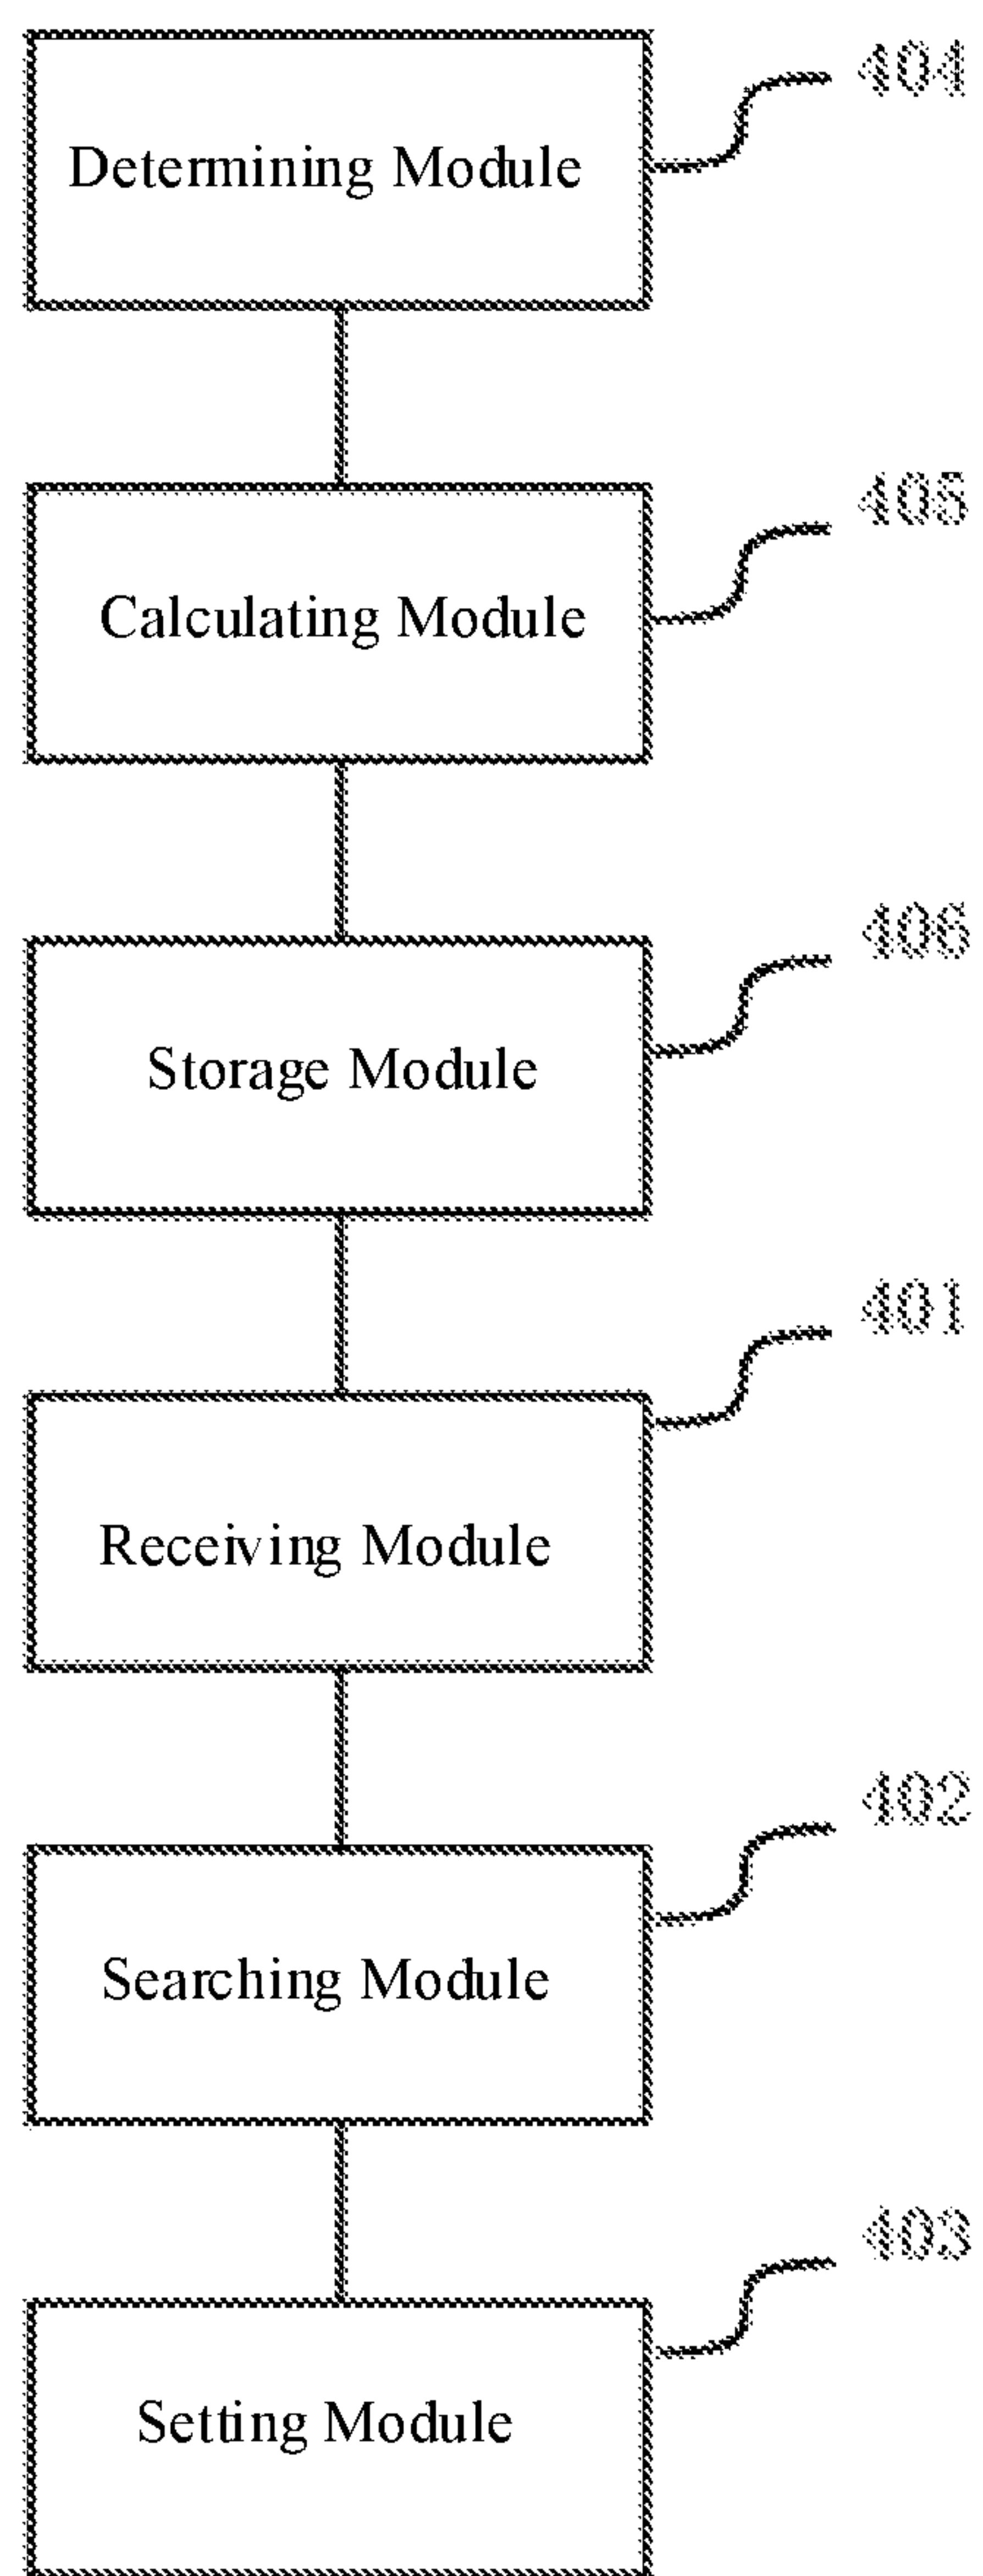 404
Determining Module
405
Calculating Module
406
Storage Module
401
Receiving Module
402
Searching Module
403
Setting Module